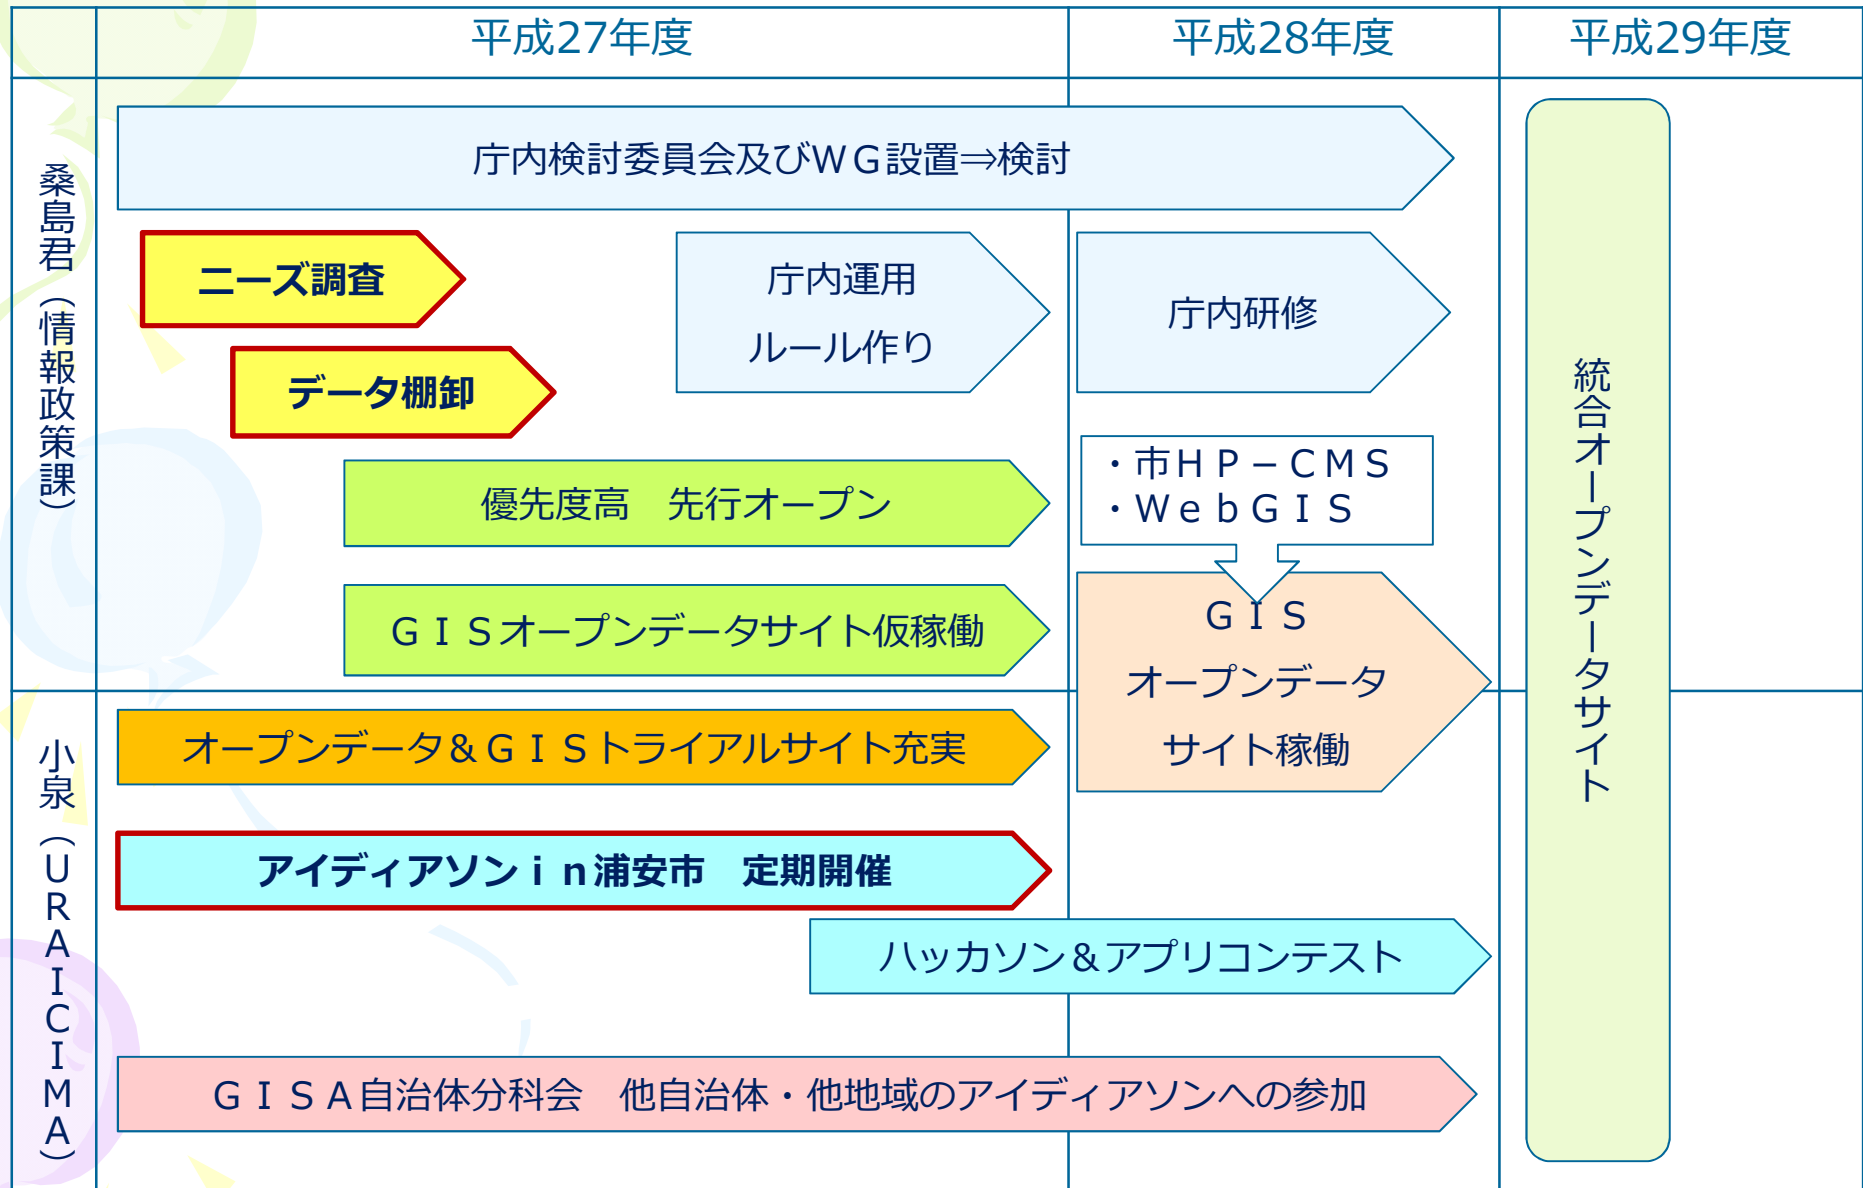 平成27年度
平成28年度
平成29年度
桑島君（情報政策課）
庁内検討委員会及びＷＧ設置⇒検討
ニーズ調査
データ棚卸
庁内運用
ルール作り
庁内研修
優先度高　先行オープン
・市ＨＰ－ＣＭＳ
・ＷｅｂＧＩＳ
ＧＩＳオープンデータサイト仮稼働
ＧＩＳ
オープンデータ
サイト稼働
統合オープンデータサイト
小泉（ＵＲＡＩＣＩＭＡ）
オープンデータ＆ＧＩＳトライアルサイト充実
アイディアソンｉｎ浦安市　定期開催
ハッカソン＆アプリコンテスト
ＧＩＳＡ自治体分科会　他自治体・他地域のアイディアソンへの参加